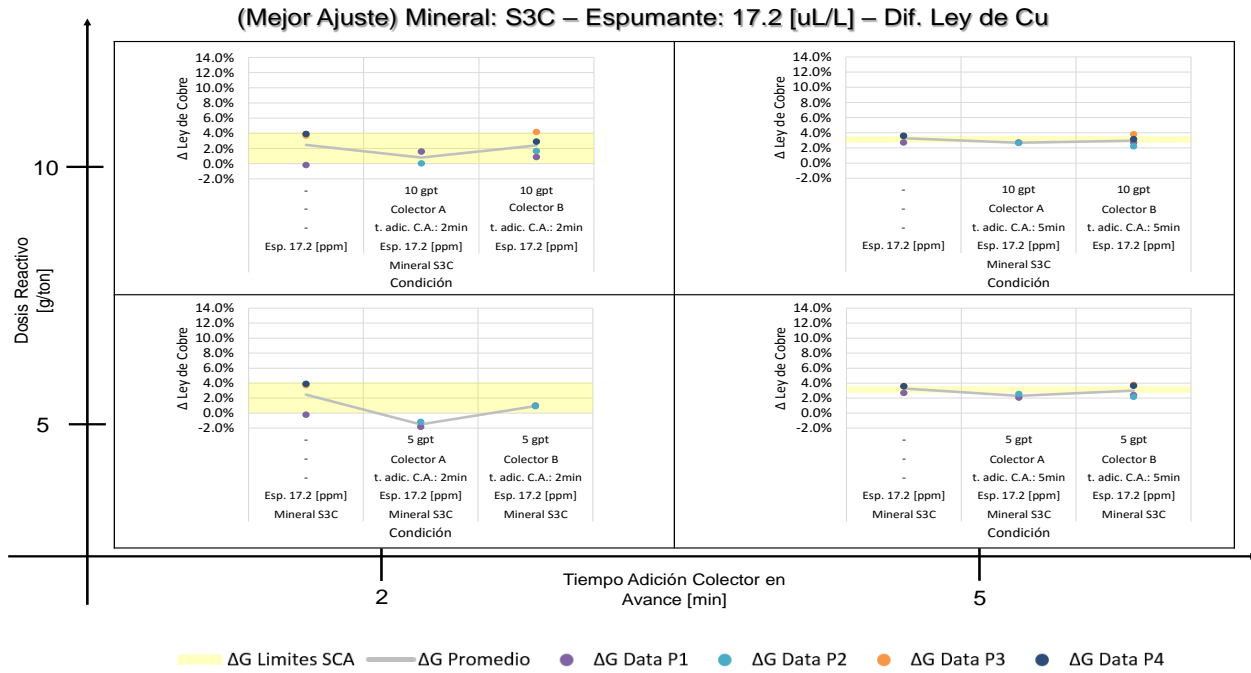 (Mejor Ajuste) Mineral: S3C – Espumante: 17.2 [uL/L] – Dif. Ley de Cu
Dosis Reactivo
[g/ton]
10
5
Δ Ley de Cobre
14.0%
12.0%
10.0%
8.0%
6.0%
4.0%
2.0%
0.0%
-2.0%
- 10 gpt 10 gpt
- Colector A Colector B
- t. adic. C.A.: 2min t. adic. C.A.: 2min
Esp. 17.2 [ppm] Esp. 17.2 [ppm] Esp. 17.2 [ppm]
Mineral S3C
Condición
Δ Ley de Cobre
14.0%
12.0%
10.0%
8.0%
6.0%
4.0%
2.0%
0.0%
-2.0%
- 10 gpt 10 gpt
- Colector A Colector B
- t. adic. C.A.: 5min t. adic. C.A.: 5min
Esp. 17.2 [ppm] Esp. 17.2 [ppm] Esp. 17.2 [ppm]
Mineral S3C
Condición
Δ Ley de Cobre
14.0%
12.0%
10.0%
8.0%
6.0%
4.0%
2.0%
0.0%
-2.0%
- 5 gpt 5 gpt
- Colector A Colector B
- t. adic. C.A.: 2min t. adic. C.A.: 2min
Esp. 17.2 [ppm] Esp. 17.2 [ppm] Esp. 17.2 [ppm]
Mineral S3C Mineral S3C Mineral S3C
Condición
Δ Ley de Cobre
14.0%
12.0%
10.0%
8.0%
6.0%
4.0%
2.0%
0.0%
-2.0%
- 5 gpt 5 gpt
- Colector A Colector B
- t. adic. C.A.: 5min t. adic. C.A.: 5min
Esp. 17.2 [ppm] Esp. 17.2 [ppm] Esp. 17.2 [ppm]
Mineral S3C Mineral S3C Mineral S3C
Condición
2
Tiempo Adición Colector en
Avance [min]
5
ΔG Limites SCA ΔG Promedio ΔG Data P1 ΔG Data P2 ΔG Data P3 ΔG Data P4